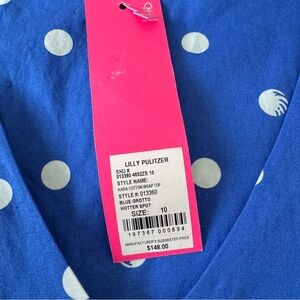 LILLY PULITZER
SKU #
013360 4692ZS 10
STYLE NAME:
KARA COTTON WRAP TOP
STYLE #: 013360
BLUE GROTTO
HOTTER SPOT
SIZE: 10
197367 000894
MANUFACTURER'S SUGGESTED PRICE
$148.00